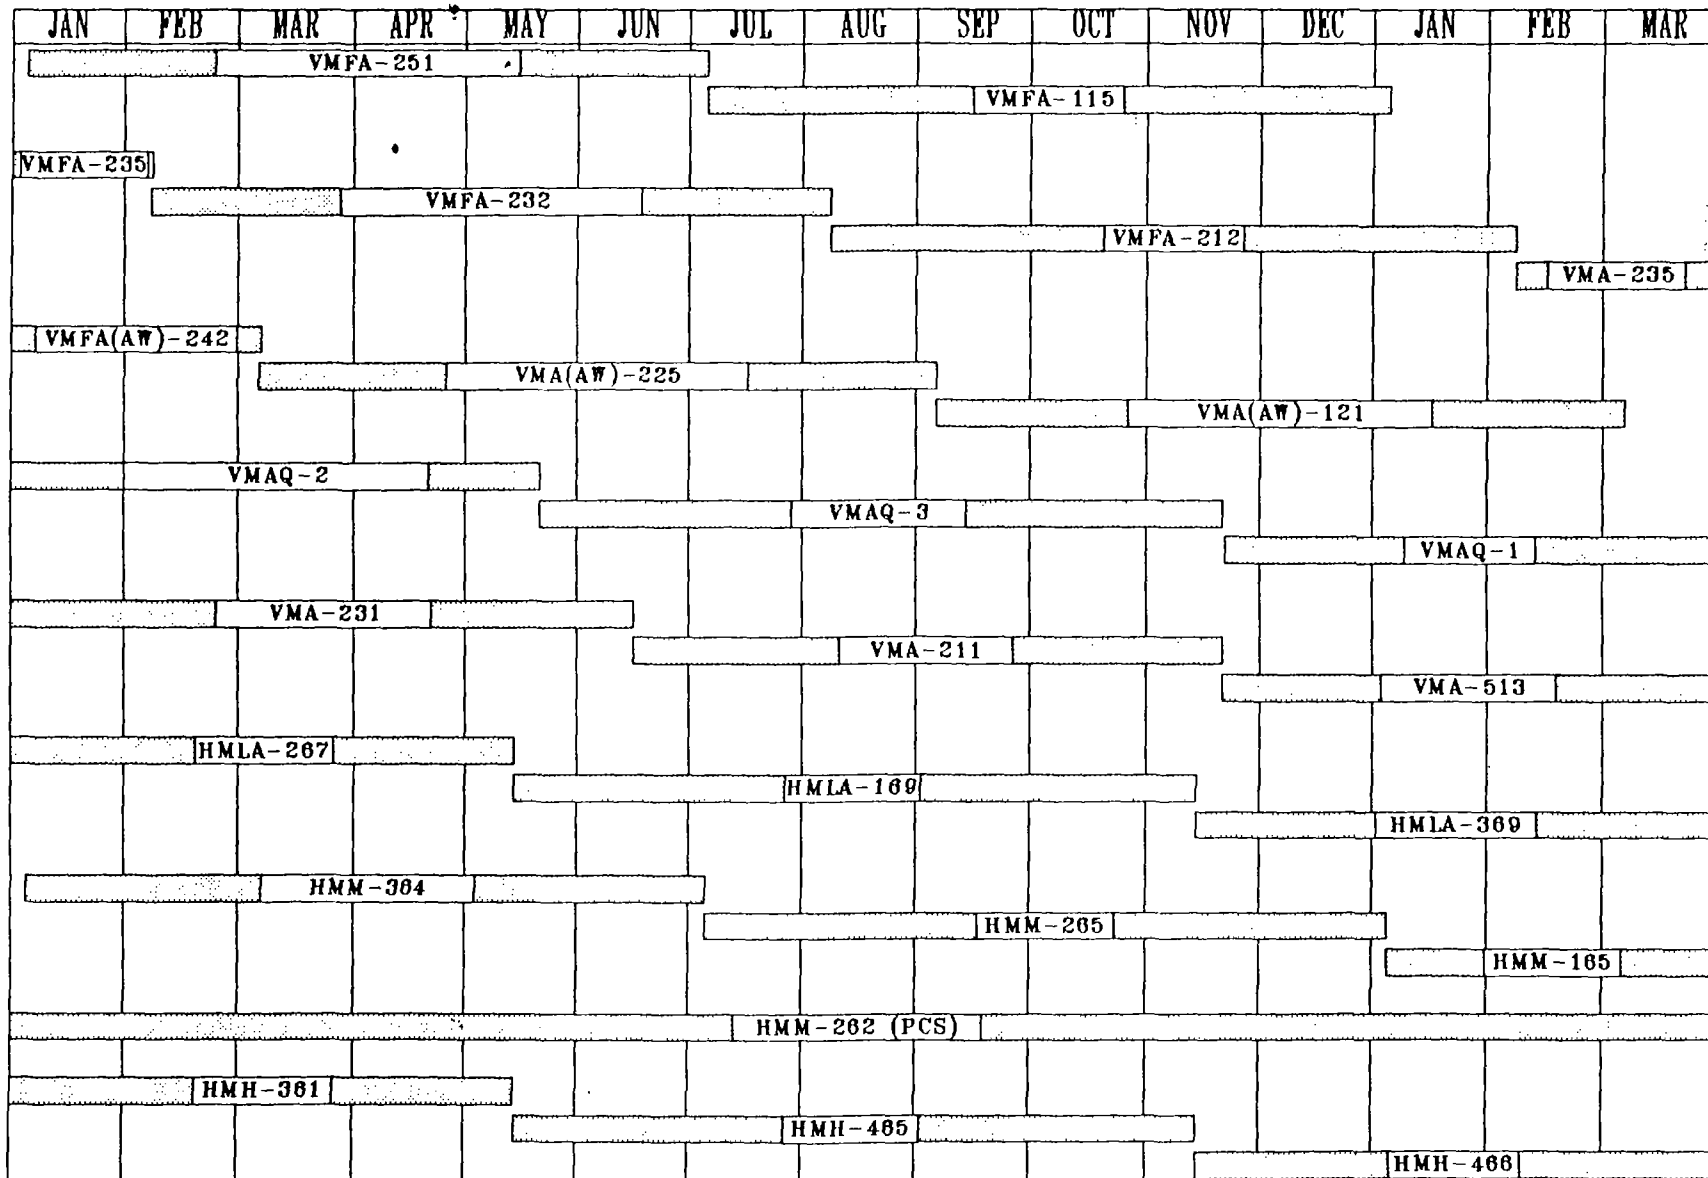 JAN FEB MAR APR MAY JUN JUL AUG SEP OCT NOV DEC JAN FEB MAR
VMFA-251
VMFA-115
VMFA-235
VMFA-232
VMFA-212
VMA-235
VMFA(AW)-242
VMA(AW)-225
VMA(AW)-121
VMAQ-2
VMAQ-3
VMAQ-1
VMA-231
VMA-211
VMA-513
HMLA-267
HMLA-169
HMLA-369
HMM-364
HMM-265
HMM-165
HMM-262 (PCS)
HMH-361
HMH-465
HMH-466